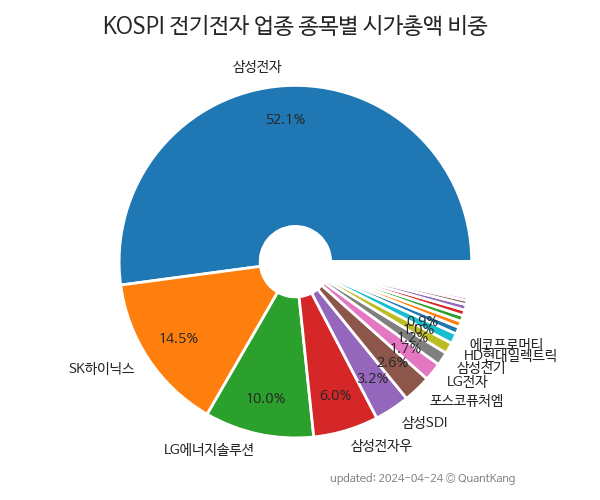 KOSPI 전기전자 업종 종목별 시가총액 비중
삼성전자
52.1%
SK하이닉스
14.5%
LG에너지솔루션
10.0%
삼성전자우
6.0%
삼성SDI
3.2%
포스코퓨처엠
2.6%
LG전자
1.7%
삼성전기
1.2%
HD현대일렉트릭
1.0%
에코프로머티
0.9%
updated: 2024-04-24 © QuantKang